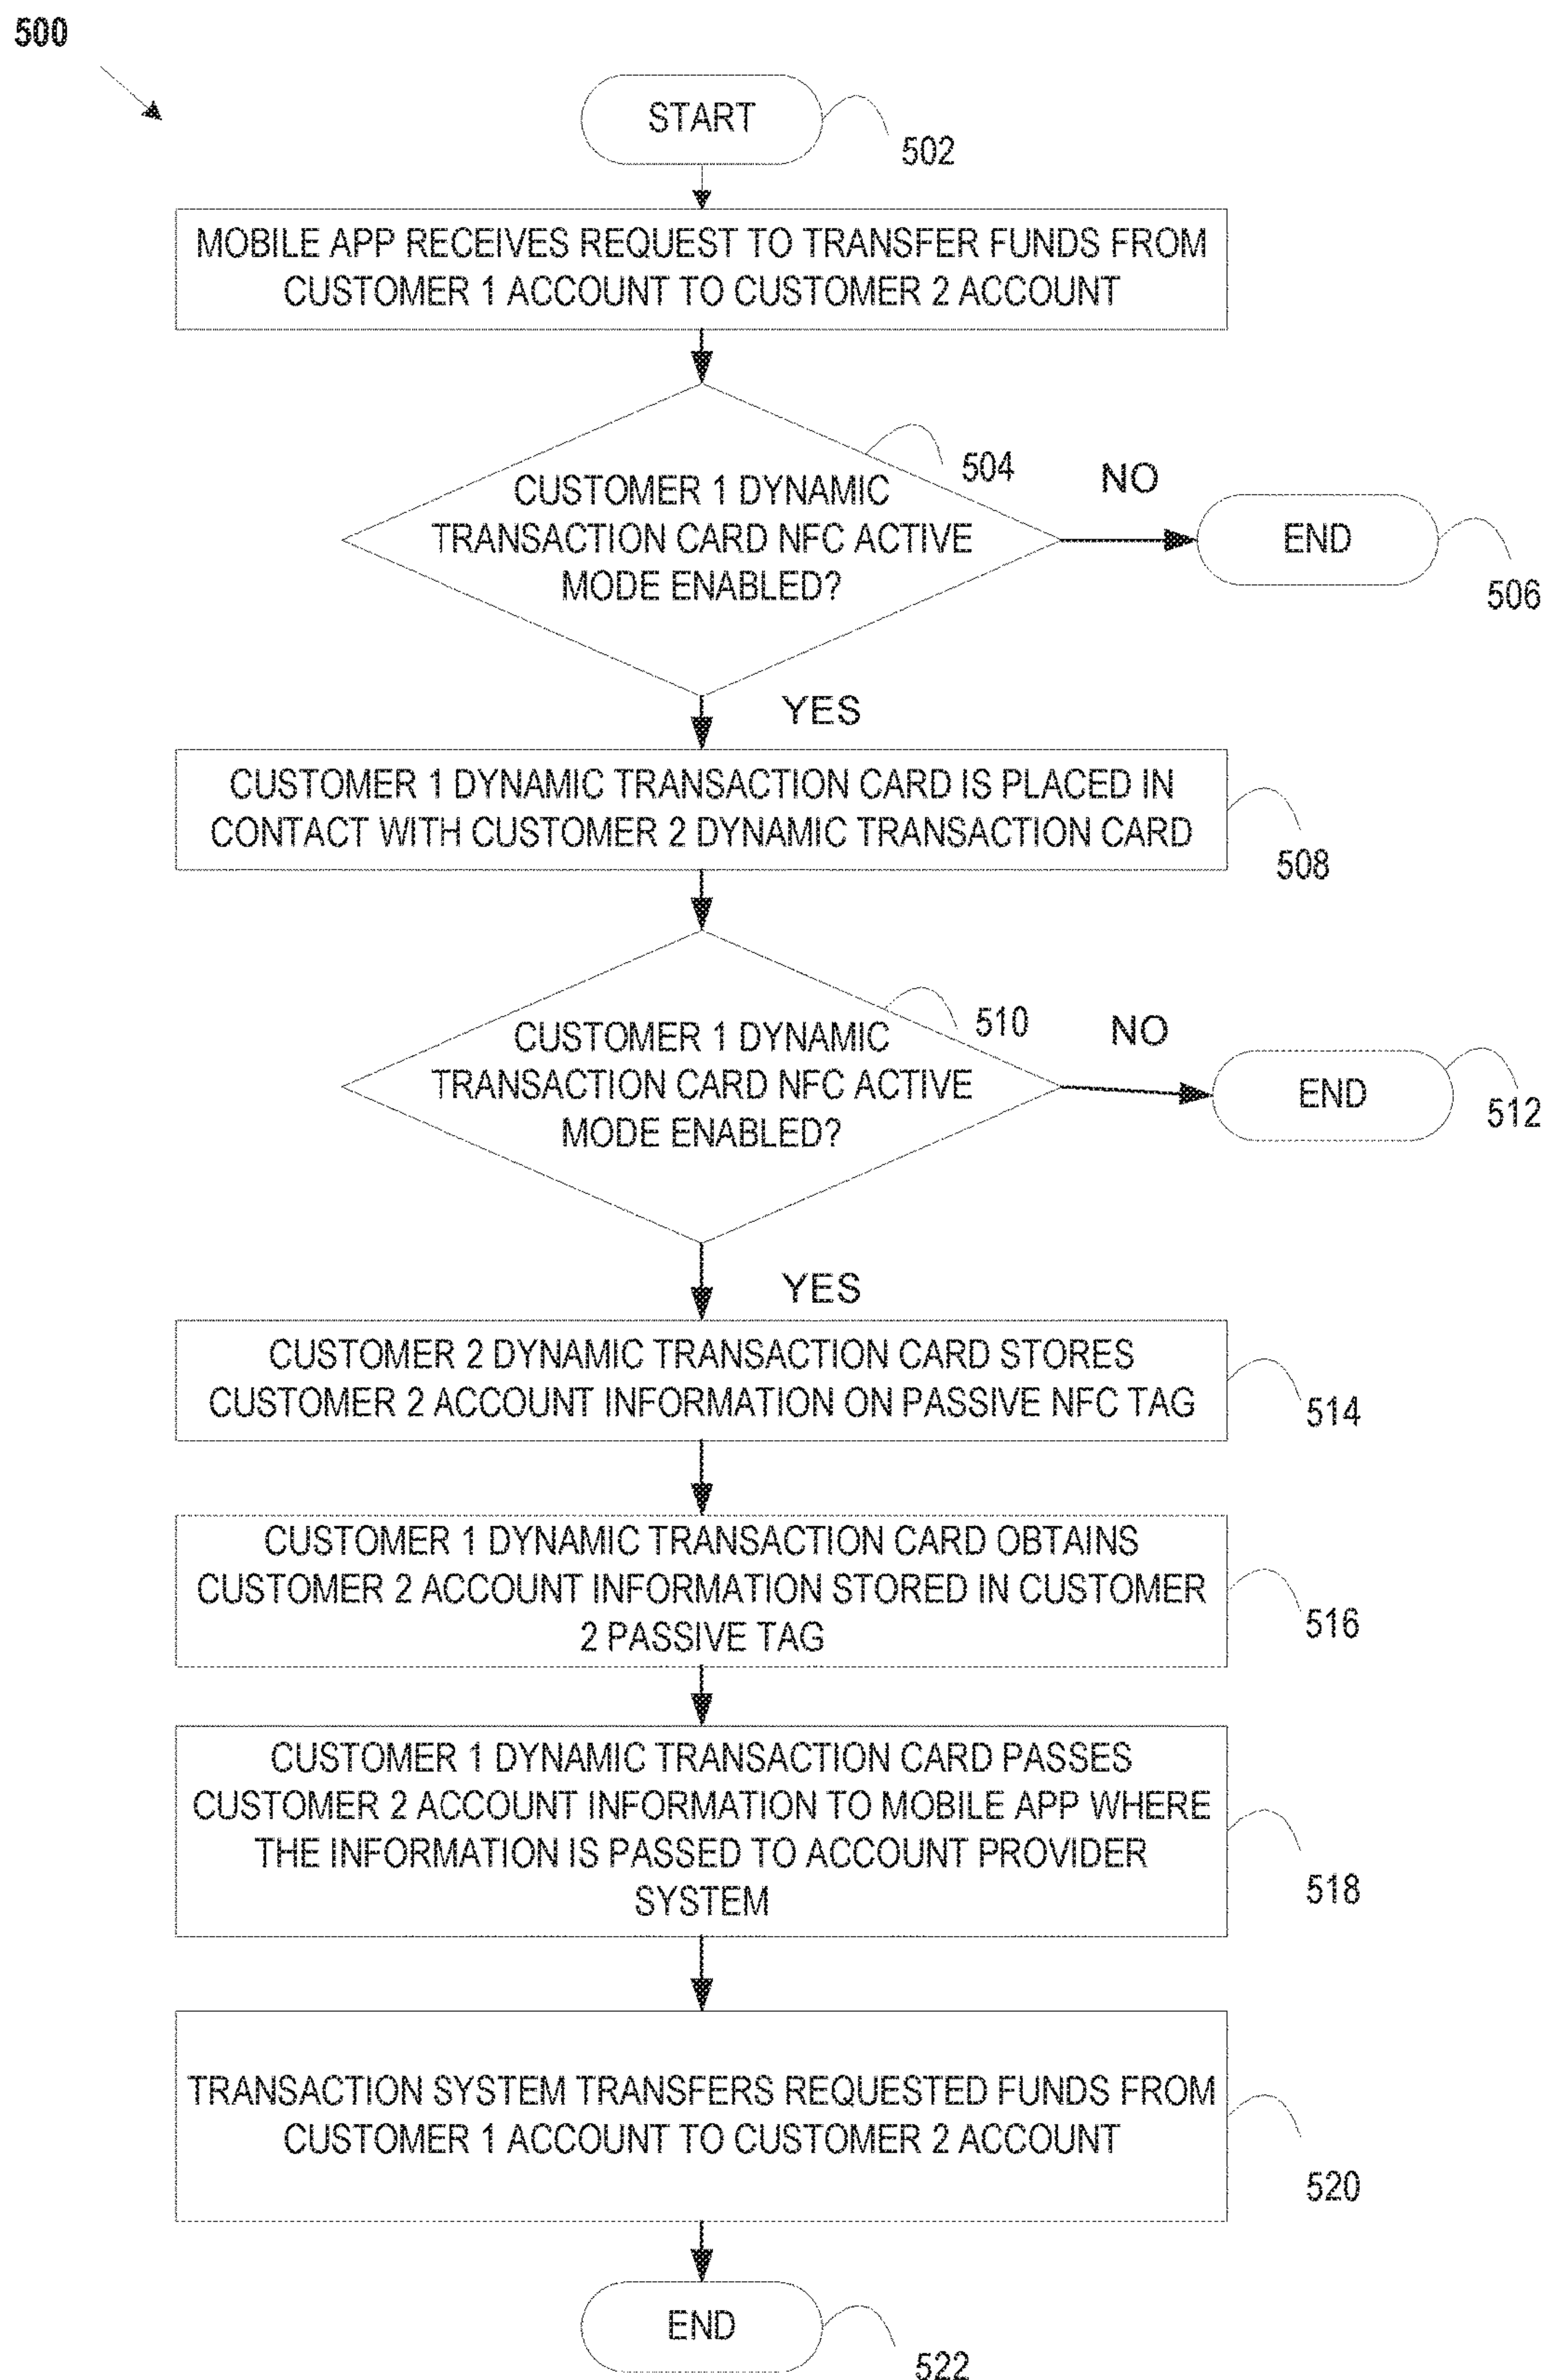 500
START
502
MOBILE APP RECEIVES REQUEST TO TRANSFER FUNDS FROM
CUSTOMER 1 ACCOUNT TO CUSTOMER 2 ACCOUNT
504
CUSTOMER 1 DYNAMIC
TRANSACTION CARD NFC ACTIVE
MODE ENABLED?
NO
END
506
YES
CUSTOMER 1 DYNAMIC TRANSACTION CARD IS PLACED IN
CONTACT WITH CUSTOMER 2 DYNAMIC TRANSACTION CARD
508
510
CUSTOMER 1 DYNAMIC
TRANSACTION CARD NFC ACTIVE
MODE ENABLED?
NO
END
512
YES
CUSTOMER 2 DYNAMIC TRANSACTION CARD STORES
CUSTOMER 2 ACCOUNT INFORMATION ON PASSIVE NFC TAG
514
CUSTOMER 1 DYNAMIC TRANSACTION CARD OBTAINS
CUSTOMER 2 ACCOUNT INFORMATION STORED IN CUSTOMER
2 PASSIVE TAG
516
CUSTOMER 1 DYNAMIC TRANSACTION CARD PASSES
CUSTOMER 2 ACCOUNT INFORMATION TO MOBILE APP WHERE
THE INFORMATION IS PASSED TO ACCOUNT PROVIDER
SYSTEM
518
TRANSACTION SYSTEM TRANSFERS REQUESTED FUNDS FROM
CUSTOMER 1 ACCOUNT TO CUSTOMER 2 ACCOUNT
520
END
522